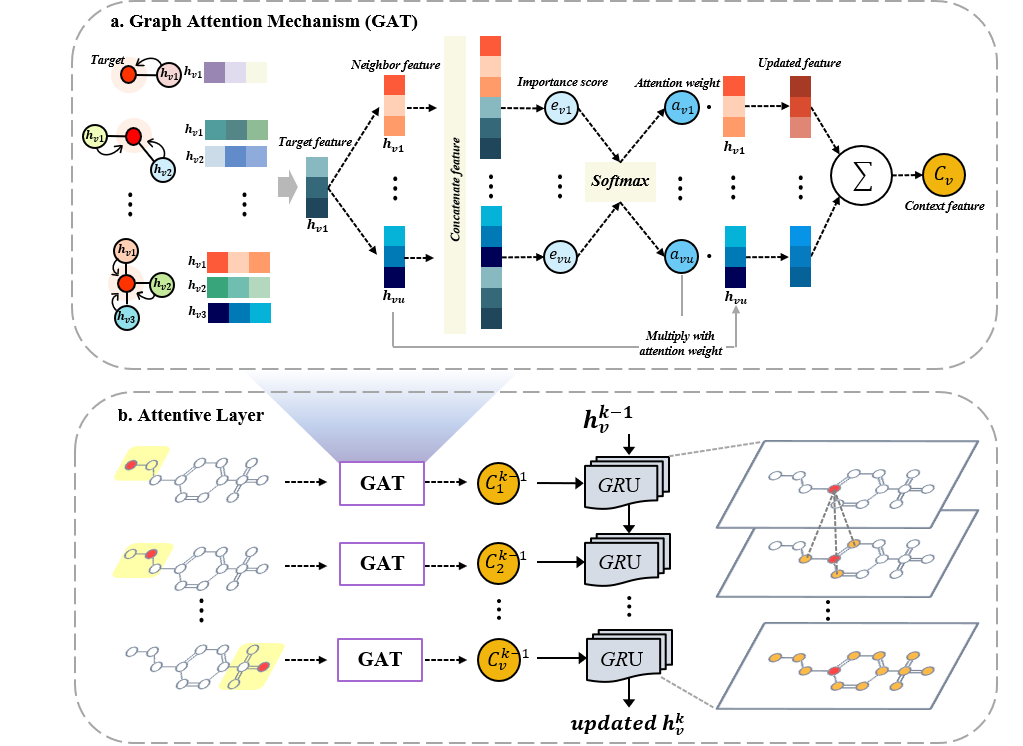 a. Graph Attention Mechanism (GAT)
Target
h_{v1}
h_{v1}
Neighbor feature
Importance score
Attention weight
Updated feature
e_{v1}
a_{v1}
h_{v1}
h_{v1}
h_{v1}
h_{v2}
h_{v1}
h_{v2}
Target feature
h_{v1}
Concatenate feature
Softmax
Σ
C_v
Context feature
h_{v1}
h_{v2}
h_{v3}
h_{v1}
h_{v2}
h_{v3}
h_{vu}
e_{vu}
a_{vu}
h_{vu}
Multiply with
attention weight
b. Attentive Layer
h_v^{k-1}
GAT
C_1^{k-1}
GRU
GAT
C_2^{k-1}
GRU
GAT
C_v^{k-1}
GRU
updated h_v^k